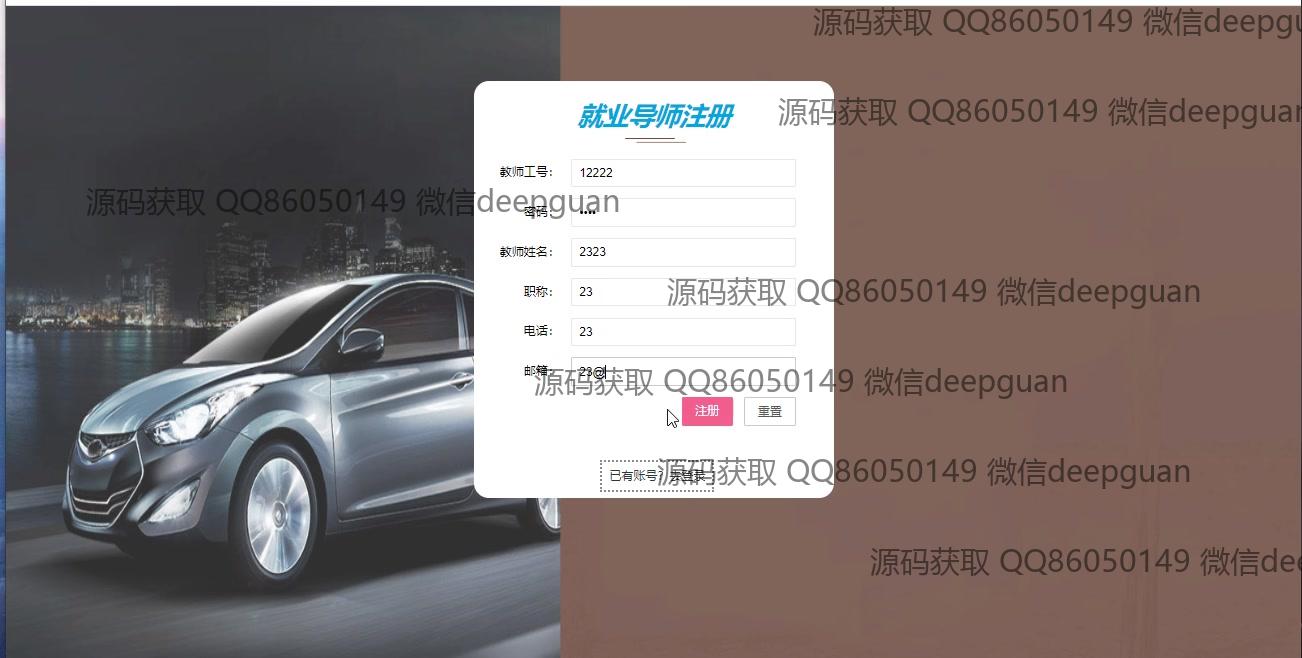 源码获取 QQ86050149 微信deepgu
就业导师注册
源码获取 QQ86050149 微信deepguan
教师工号： 12222
源码获取 QQ86050149 微信deepguan
密码： ••••
教师姓名： 2323
职称： 23
源码获取 QQ86050149 微信deepguan
电话： 23
邮箱： 23@
源码获取 QQ86050149 微信deepguan
注册 重置
已有账号？去登录
源码获取 QQ86050149 微信deepguan
源码获取 QQ86050149 微信dee